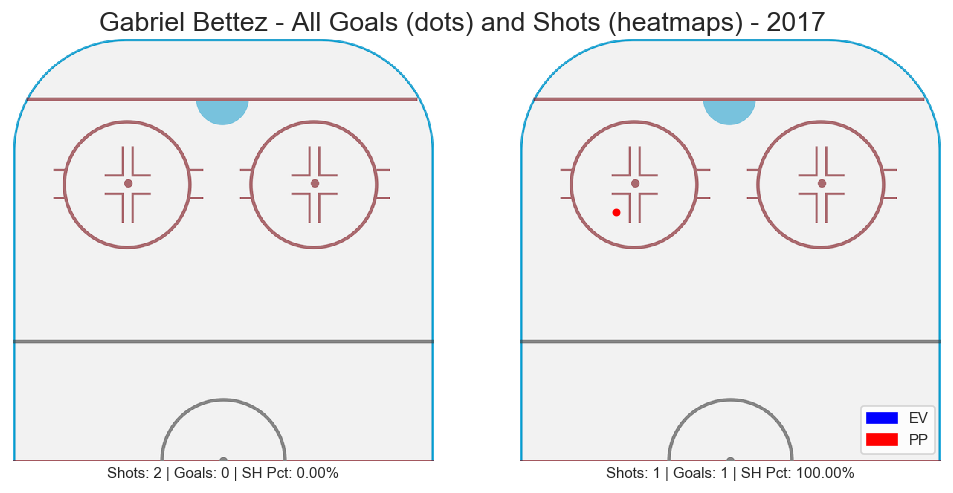 Gabriel Bettez - All Goals (dots) and Shots (heatmaps) - 2017
EV
PP
Shots: 2 | Goals: 0 | SH Pct: 0.00%
Shots: 1 | Goals: 1 | SH Pct: 100.00%